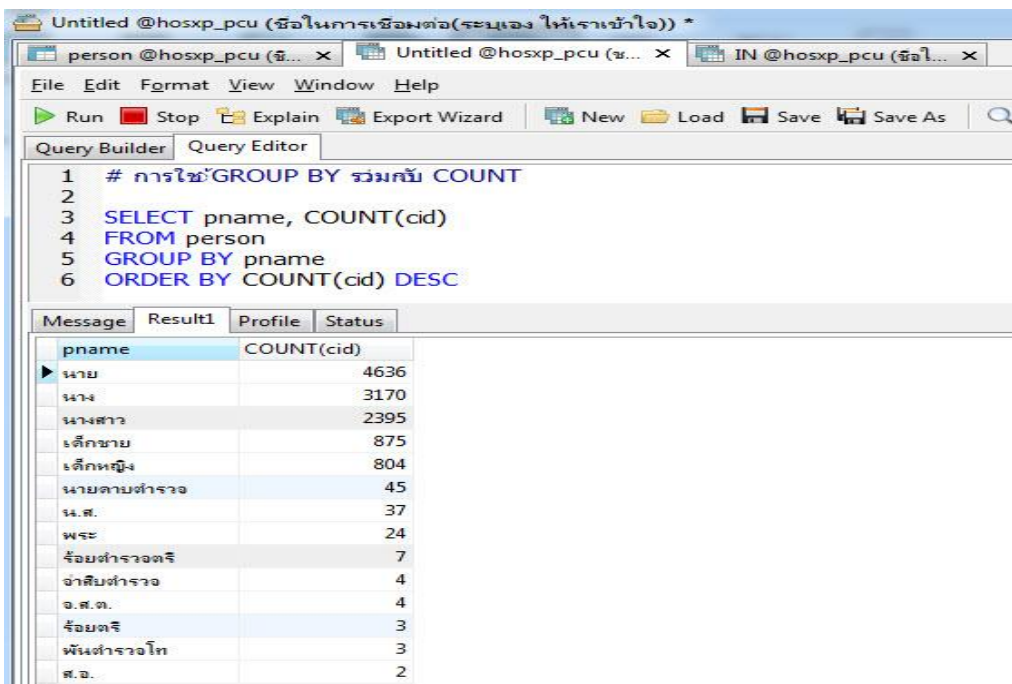 Untitled @hosxp_pcu (ชื่อในการเชื่อมต่อ(ระบุเอง ให้เราเข้าใจ)) *
person @hosxp_pcu (ชื... x Untitled @hosxp_pcu (ช... x IN @hosxp_pcu (ชื่อใ... x
File Edit Format View Window Help
Run Stop Explain Export Wizard New Load Save Save As
Query Builder Query Editor
1 # การใช้GROUP BY ร่วมกับ COUNT
2
3 SELECT pname, COUNT(cid)
4 FROM person
5 GROUP BY pname
6 ORDER BY COUNT(cid) DESC
Message Result1 Profile Status
pname COUNT(cid)
นาย 4636
นาง 3170
นางสาว 2395
เด็กชาย 875
เด็กหญิง 804
นายดาบตำรวจ 45
น.ส. 37
พระ 24
ร้อยตำรวจตรี 7
จ่าสิบตำรวจ 4
จ.ส.ต. 4
ร้อยตรี 3
พันตำรวจโท 3
ส.อ. 2